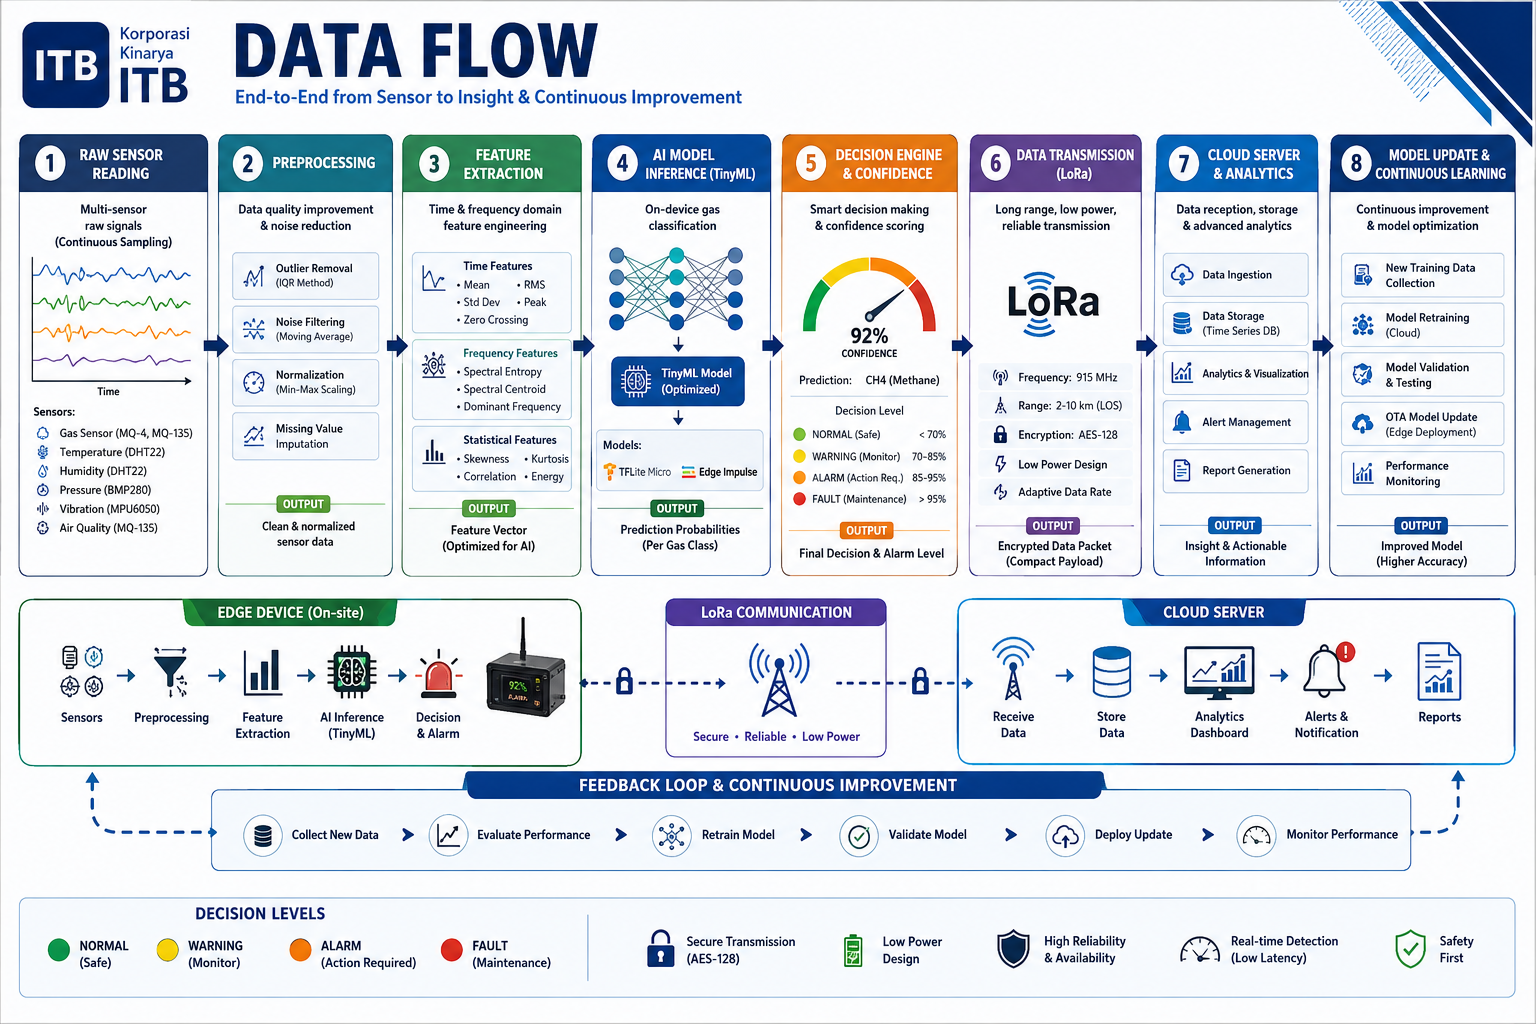 ITB
Korporasi
Kinarya
ITB
DATA FLOW
End-to-End from Sensor to Insight & Continuous Improvement
1 RAW SENSOR
READING
Multi-sensor
raw signals
(Continuous Sampling)
Time
Sensors:
Gas Sensor (MQ-4, MQ-135)
Temperature (DHT22)
Humidity (DHT22)
Pressure (BMP280)
Vibration (MPU6050)
Air Quality (MQ-135)
2 PREPROCESSING
Data quality improvement
& noise reduction
Outlier Removal
(IQR Method)
Noise Filtering
(Moving Average)
Normalization
(Min-Max Scaling)
Missing Value
Imputation
OUTPUT
Clean & normalized
sensor data
3 FEATURE
EXTRACTION
Time & frequency domain
feature engineering
Time Features
• Mean • RMS
• Std Dev • Peak
• Zero Crossing
Frequency Features
• Spectral Entropy
• Spectral Centroid
• Dominant Frequency
Statistical Features
• Skewness • Kurtosis
• Correlation • Energy
OUTPUT
Feature Vector
(Optimized for AI)
4 AI MODEL
INFERENCE (TinyML)
On-device gas
classification
TinyML Model
(Optimized)
Models:
TFLite Micro Edge Impulse
OUTPUT
Prediction Probabilities
(Per Gas Class)
5 DECISION ENGINE
& CONFIDENCE
Smart decision making
& confidence scoring
92%
CONFIDENCE
Prediction: CH4 (Methane)
Decision Level
NORMAL (Safe) < 70%
WARNING (Monitor) 70-85%
ALARM (Action Req.) 85-95%
FAULT (Maintenance) > 95%
OUTPUT
Final Decision & Alarm Level
6 DATA TRANSMISSION
(LoRa)
Long range, low power,
reliable transmission
LoRa
Frequency: 915 MHz
Range: 2-10 km (LOS)
Encryption: AES-128
Low Power Design
Adaptive Data Rate
OUTPUT
Encrypted Data Packet
(Compact Payload)
7 CLOUD SERVER
& ANALYTICS
Data reception, storage
& advanced analytics
Data Ingestion
Data Storage
(Time Series DB)
Analytics & Visualization
Alert Management
Report Generation
OUTPUT
Insight & Actionable
Information
8 MODEL UPDATE &
CONTINUOUS LEARNING
Continuous improvement
& model optimization
New Training Data
Collection
Model Retraining
(Cloud)
Model Validation
& Testing
OTA Model Update
(Edge Deployment)
Performance
Monitoring
OUTPUT
Improved Model
(Higher Accuracy)
EDGE DEVICE (On-site)
Sensors
Preprocessing
Feature
Extraction
AI Inference
(TinyML)
Decision
& Alarm
92%
LoRa COMMUNICATION
Secure • Reliable • Low Power
CLOUD SERVER
Receive
Data
Store
Data
Analytics
Dashboard
!
Alerts &
Notification
Reports
FEEDBACK LOOP & CONTINUOUS IMPROVEMENT
Collect New Data
Evaluate Performance
Retrain Model
Validate Model
Deploy Update
Monitor Performance
DECISION LEVELS
NORMAL
(Safe)
WARNING
(Monitor)
ALARM
(Action Required)
FAULT
(Maintenance)
Secure Transmission
(AES-128)
Low Power
Design
High Reliability
& Availability
Real-time Detection
(Low Latency)
Safety
First